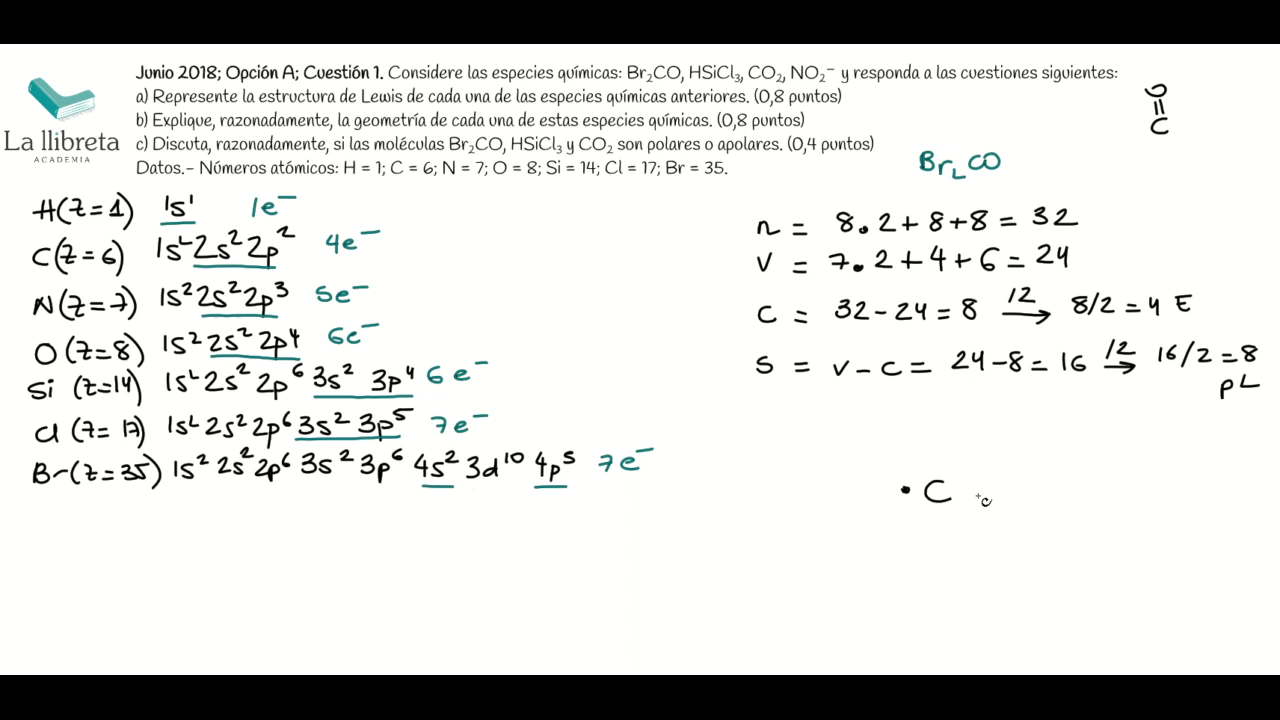 Junio 2018; Opción A; Cuestión 1. Considere las especies químicas: Br₂CO, HSiCl₃, CO₂, NO₂⁻ y responda a las cuestiones siguientes:
a) Represente la estructura de Lewis de cada una de las especies químicas anteriores. (0,8 puntos)
b) Explique, razonadamente, la geometría de cada una de estas especies químicas. (0,8 puntos)
c) Discuta, razonadamente, si las moléculas Br₂CO, HSiCl₃ y CO₂ son polares o apolares. (0,4 puntos)
Datos.- Números atómicos: H = 1; C = 6; N = 7; O = 8; Si = 14; Cl = 17; Br = 35.
La llibreta
ACADEMIA
O=C
Br₂CO
H(z=1) 1s¹ 1e⁻
C(z=6) 1s²2s²2p² 4e⁻
N(z=7) 1s²2s²2p³ 5e⁻
O(z=8) 1s²2s²2p⁴ 6e⁻
Si (z=14) 1s²2s²2p⁶3s²3p⁴ 6e⁻
Cl (z=17) 1s²2s²2p⁶3s²3p⁵ 7e⁻
Br(z=35) 1s²2s²2p⁶3s²3p⁶4s²3d¹⁰4p⁵ 7e⁻
n = 8·2+8+8 = 32
v = 7·2+4+6 = 24
c = 32-24 = 8 /2→ 8/2 = 4 E
s = v-c = 24-8 = 16 /2→ 16/2 = 8
pL
· C